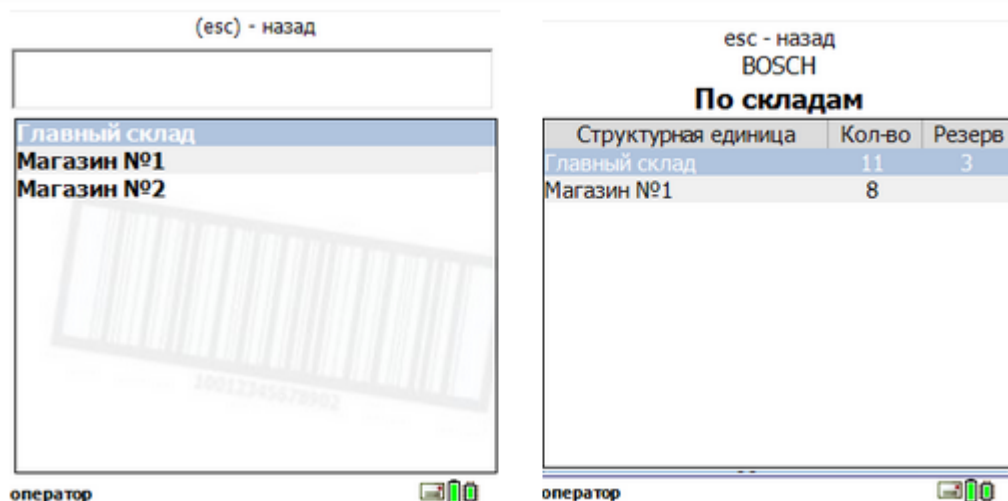 (esc) - назад
Главный склад
Магазин №1
Магазин №2
10012345678902
оператор
esc - назад
BOSCH
По складам
Структурная единица Кол-во Резерв
Главный склад 11 3
Магазин №1 8
оператор